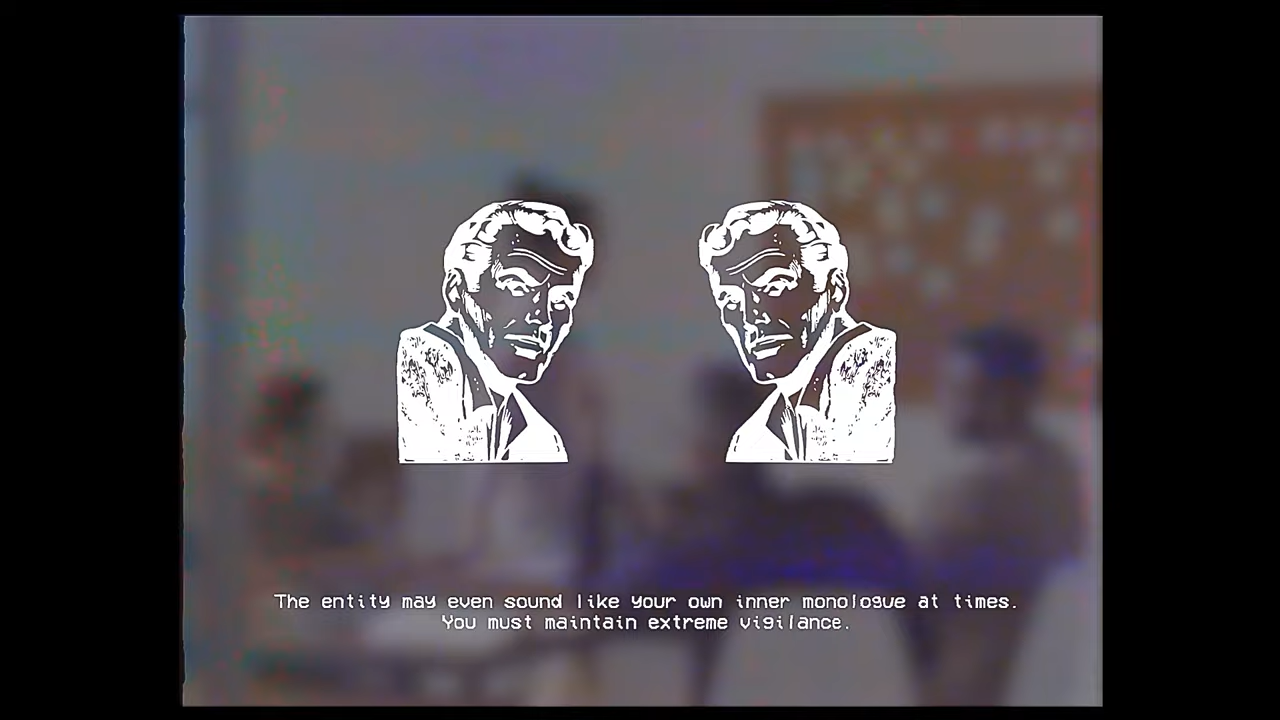 The entity may even sound like your own inner monologue at times.
You must maintain extreme vigilance.